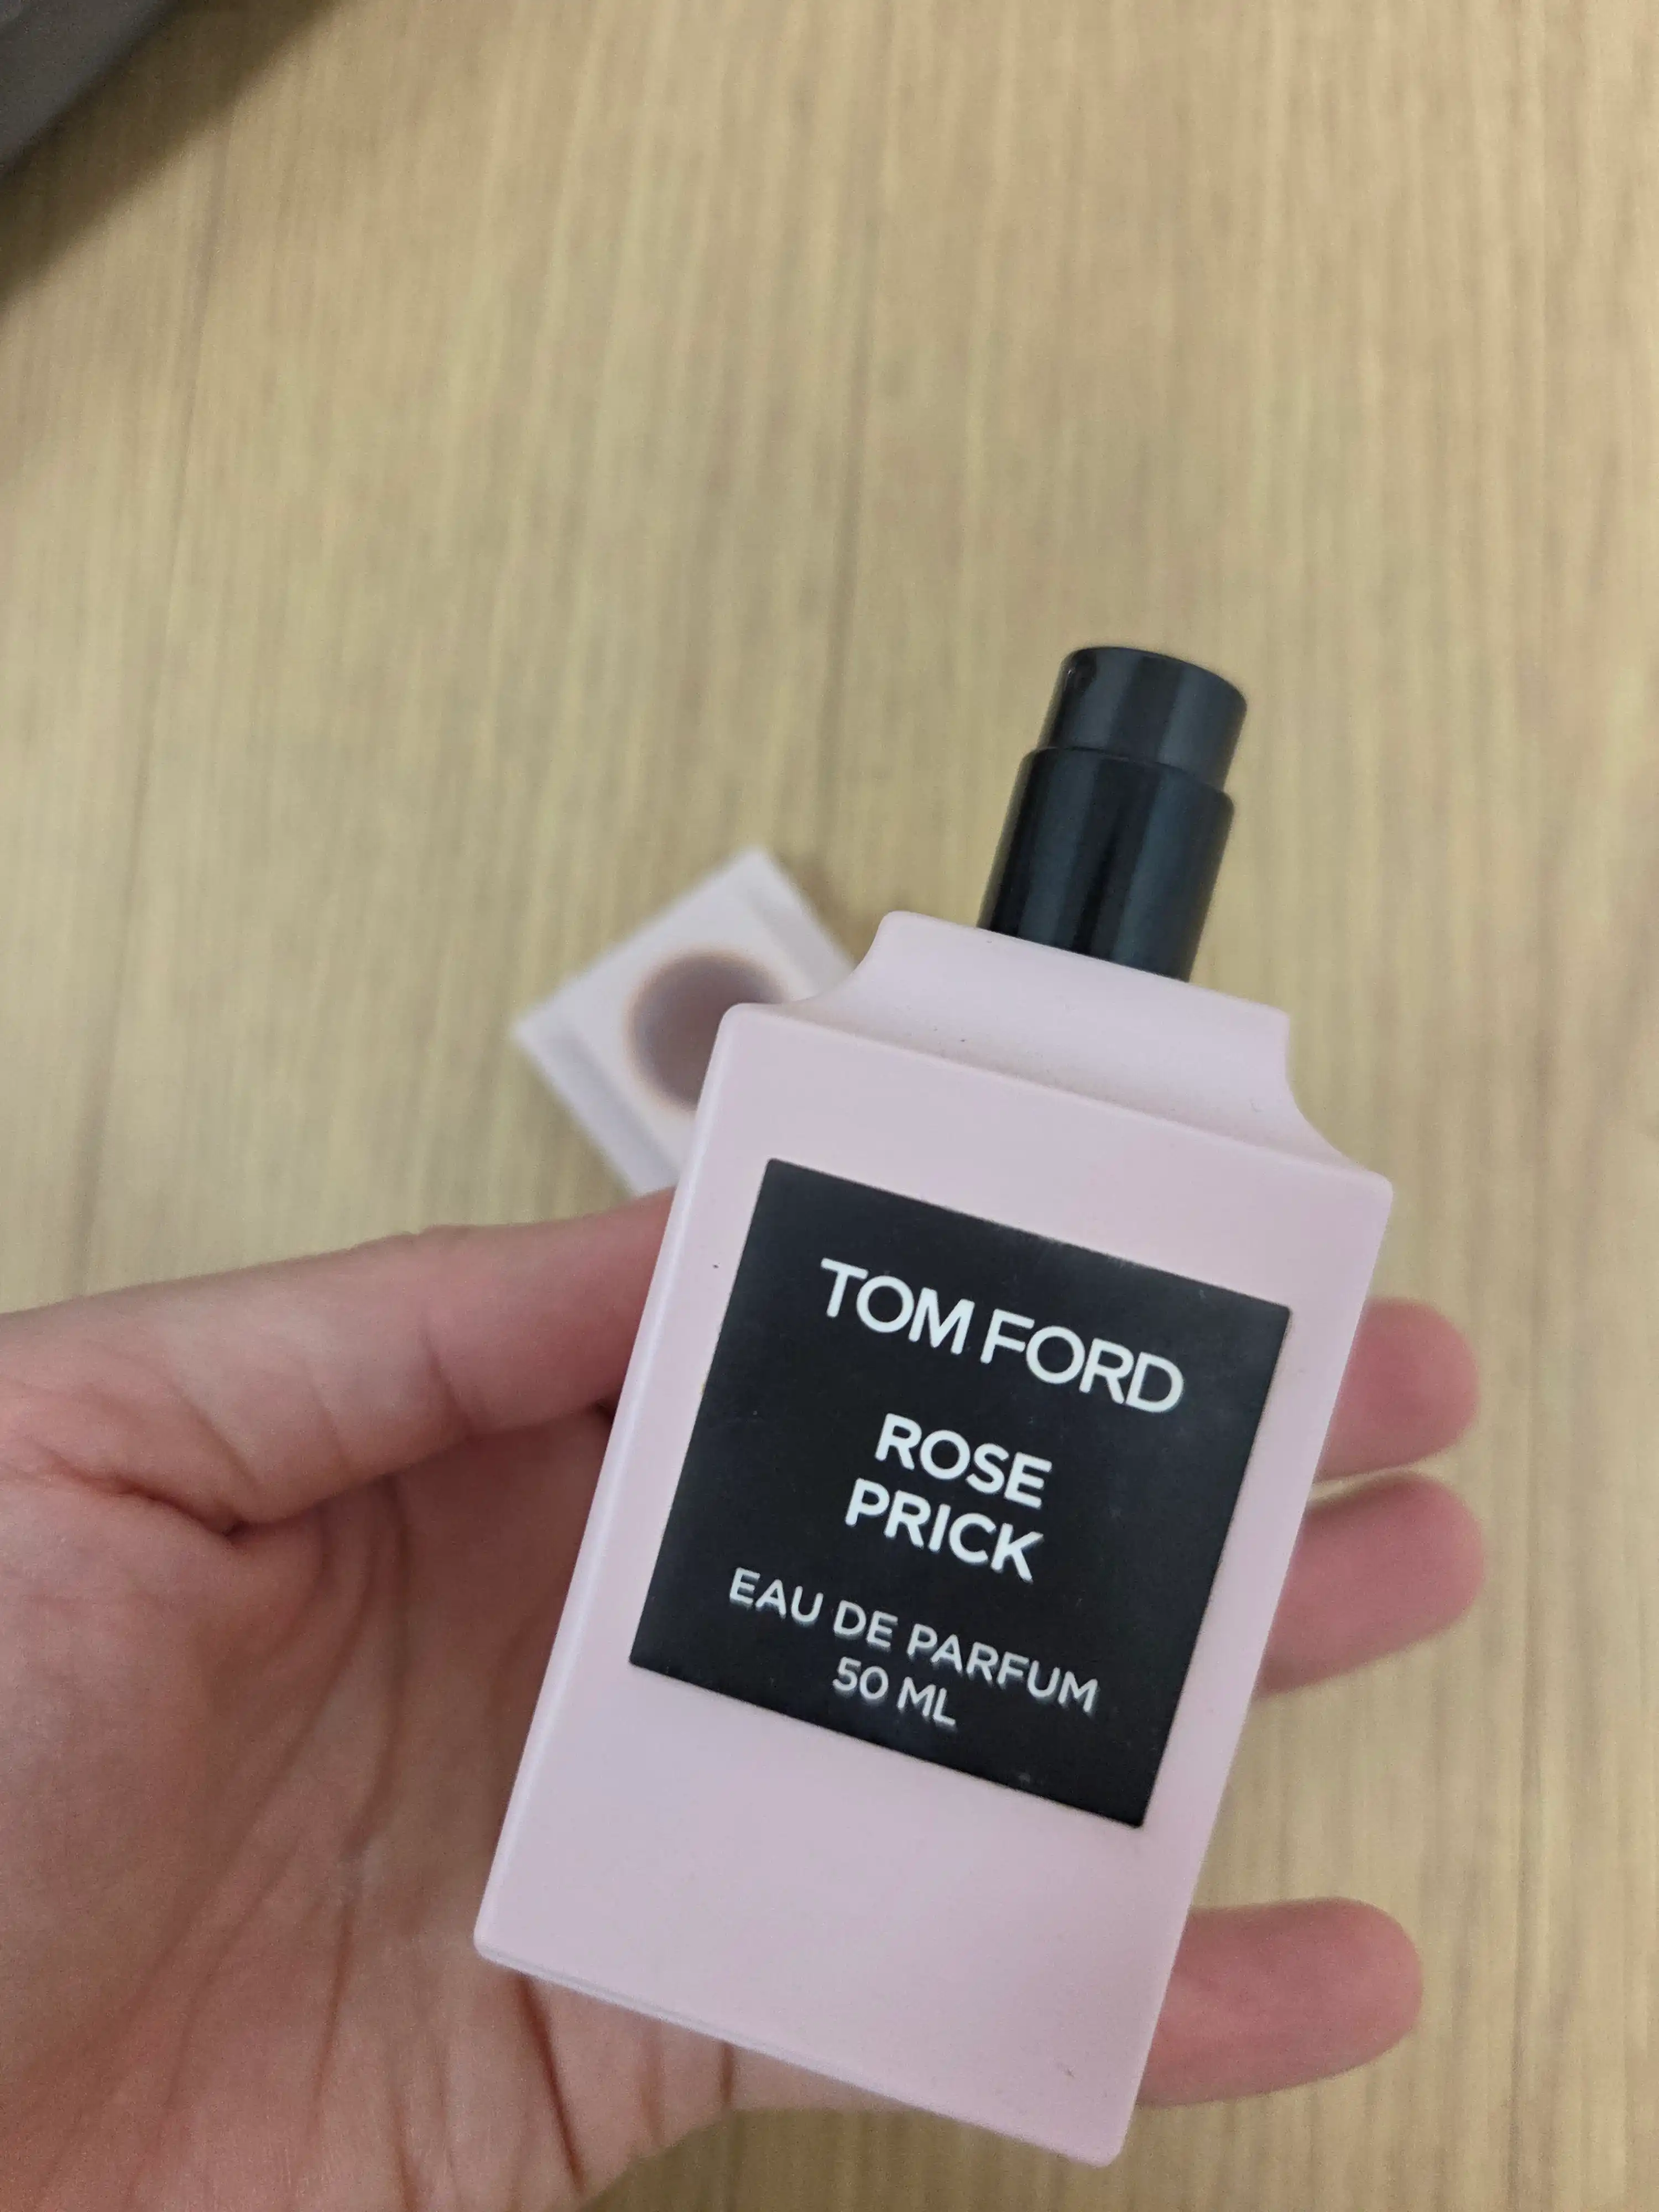 TOM FORD
ROSE
PRICK
EAU DE PARFUM
50 ML